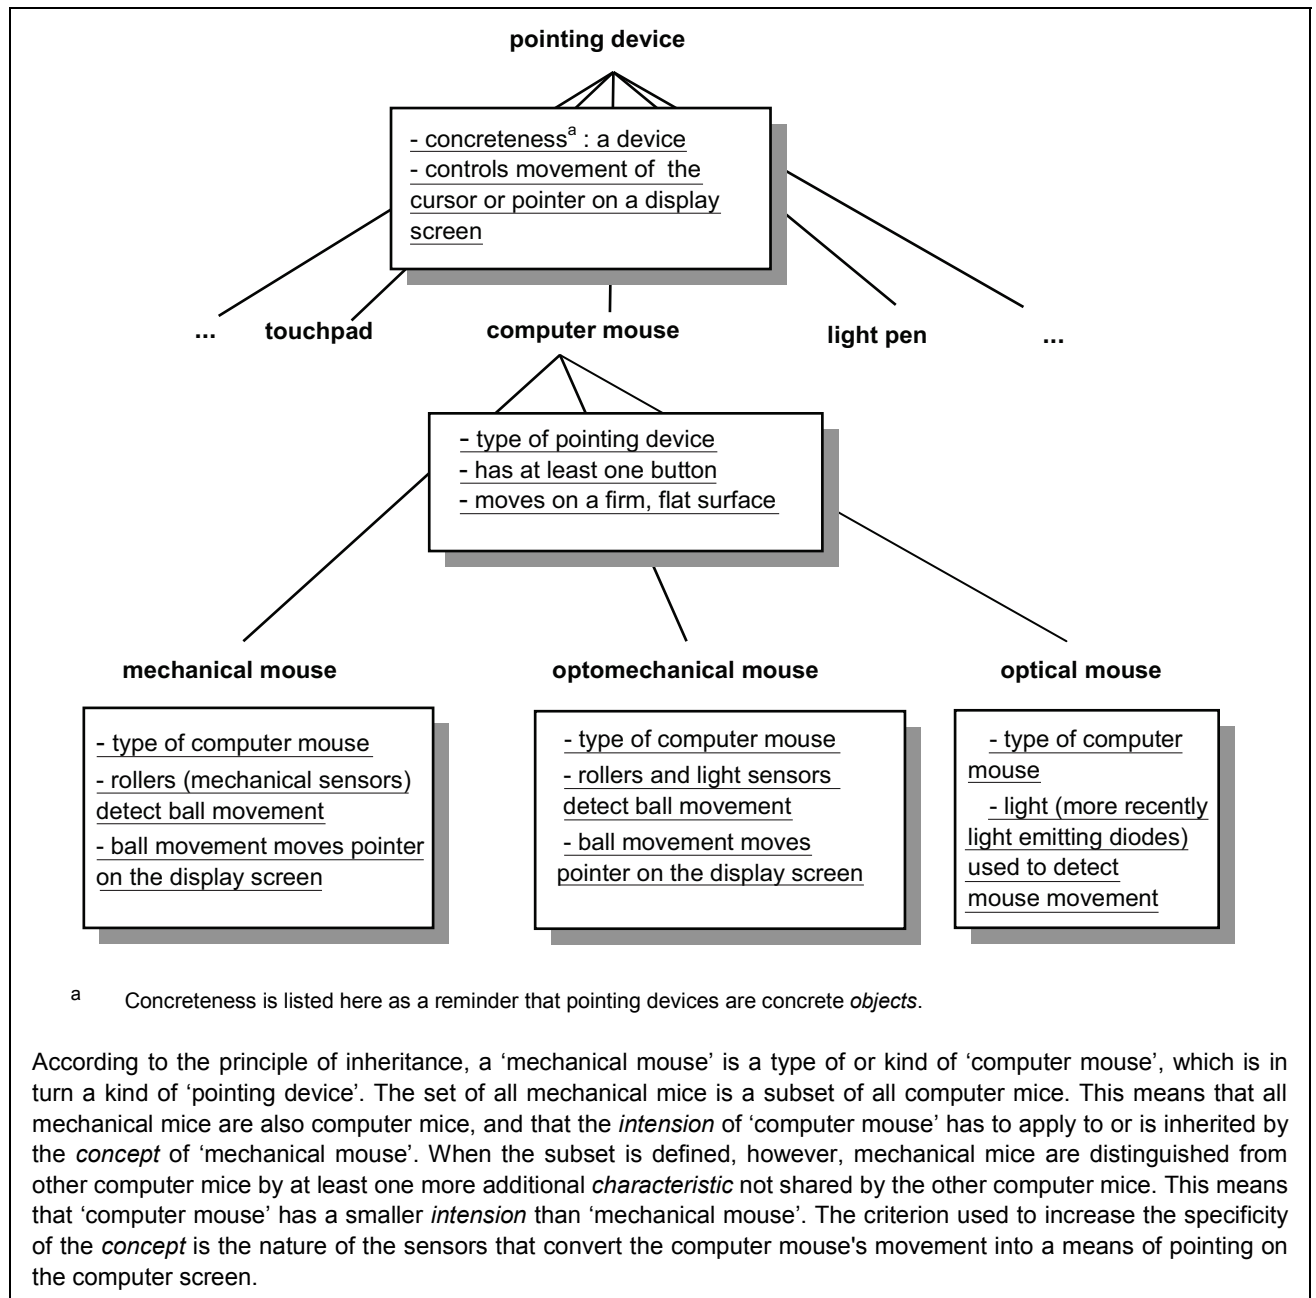 pointing device
- concretenessa : a device
- controls movement of the
cursor or pointer on a display
screen
...
touchpad
computer mouse
light pen
...
- type of pointing device
- has at least one button
- moves on a firm, flat surface
mechanical mouse
optomechanical mouse
optical mouse
- type of computer mouse
- rollers (mechanical sensors)
detect ball movement
- ball movement moves pointer
on the display screen
- type of computer mouse
- rollers and light sensors
detect ball movement
- ball movement moves
pointer on the display screen
- type of computer
mouse
- light (more recently
light emitting diodes)
used to detect
mouse movement
a Concreteness is listed here as a reminder that pointing devices are concrete objects.
According to the principle of inheritance, a ‘mechanical mouse’ is a type of or kind of ‘computer mouse’, which is in
turn a kind of ‘pointing device’. The set of all mechanical mice is a subset of all computer mice. This means that all
mechanical mice are also computer mice, and that the intension of ‘computer mouse’ has to apply to or is inherited by
the concept of ‘mechanical mouse’. When the subset is defined, however, mechanical mice are distinguished from
other computer mice by at least one more additional characteristic not shared by the other computer mice. This means
that ‘computer mouse’ has a smaller intension than ‘mechanical mouse’. The criterion used to increase the specificity
of the concept is the nature of the sensors that convert the computer mouse's movement into a means of pointing on
the computer screen.